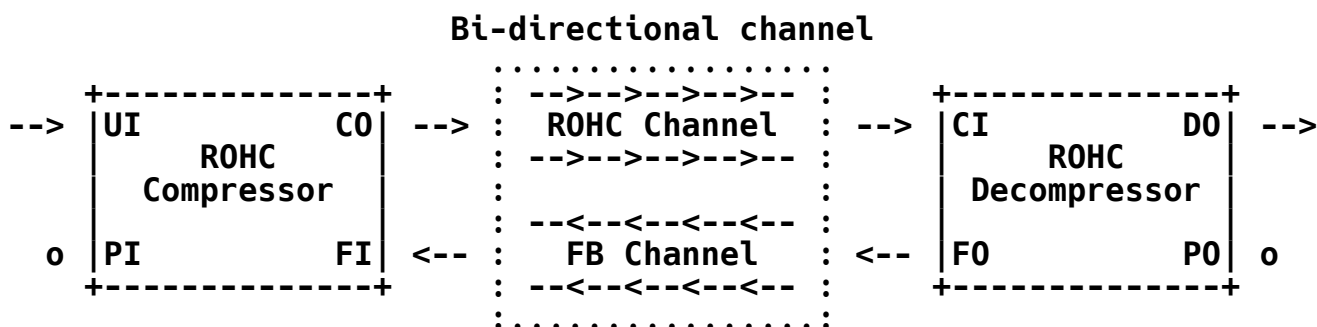 Bi-directional channel
..................
+--------------+ : -->-->-->-->-- : +--------------+
--> |UI CO| --> : ROHC Channel : --> |CI DO| -->
| ROHC | : -->-->-->-->-- : | ROHC |
| Compressor | : : | Decompressor |
| | : --<--<--<--<-- : | |
o |PI FI| <-- : FB Channel : <-- |FO PO| o
+--------------+ : --<--<--<--<-- : +--------------+
:................: